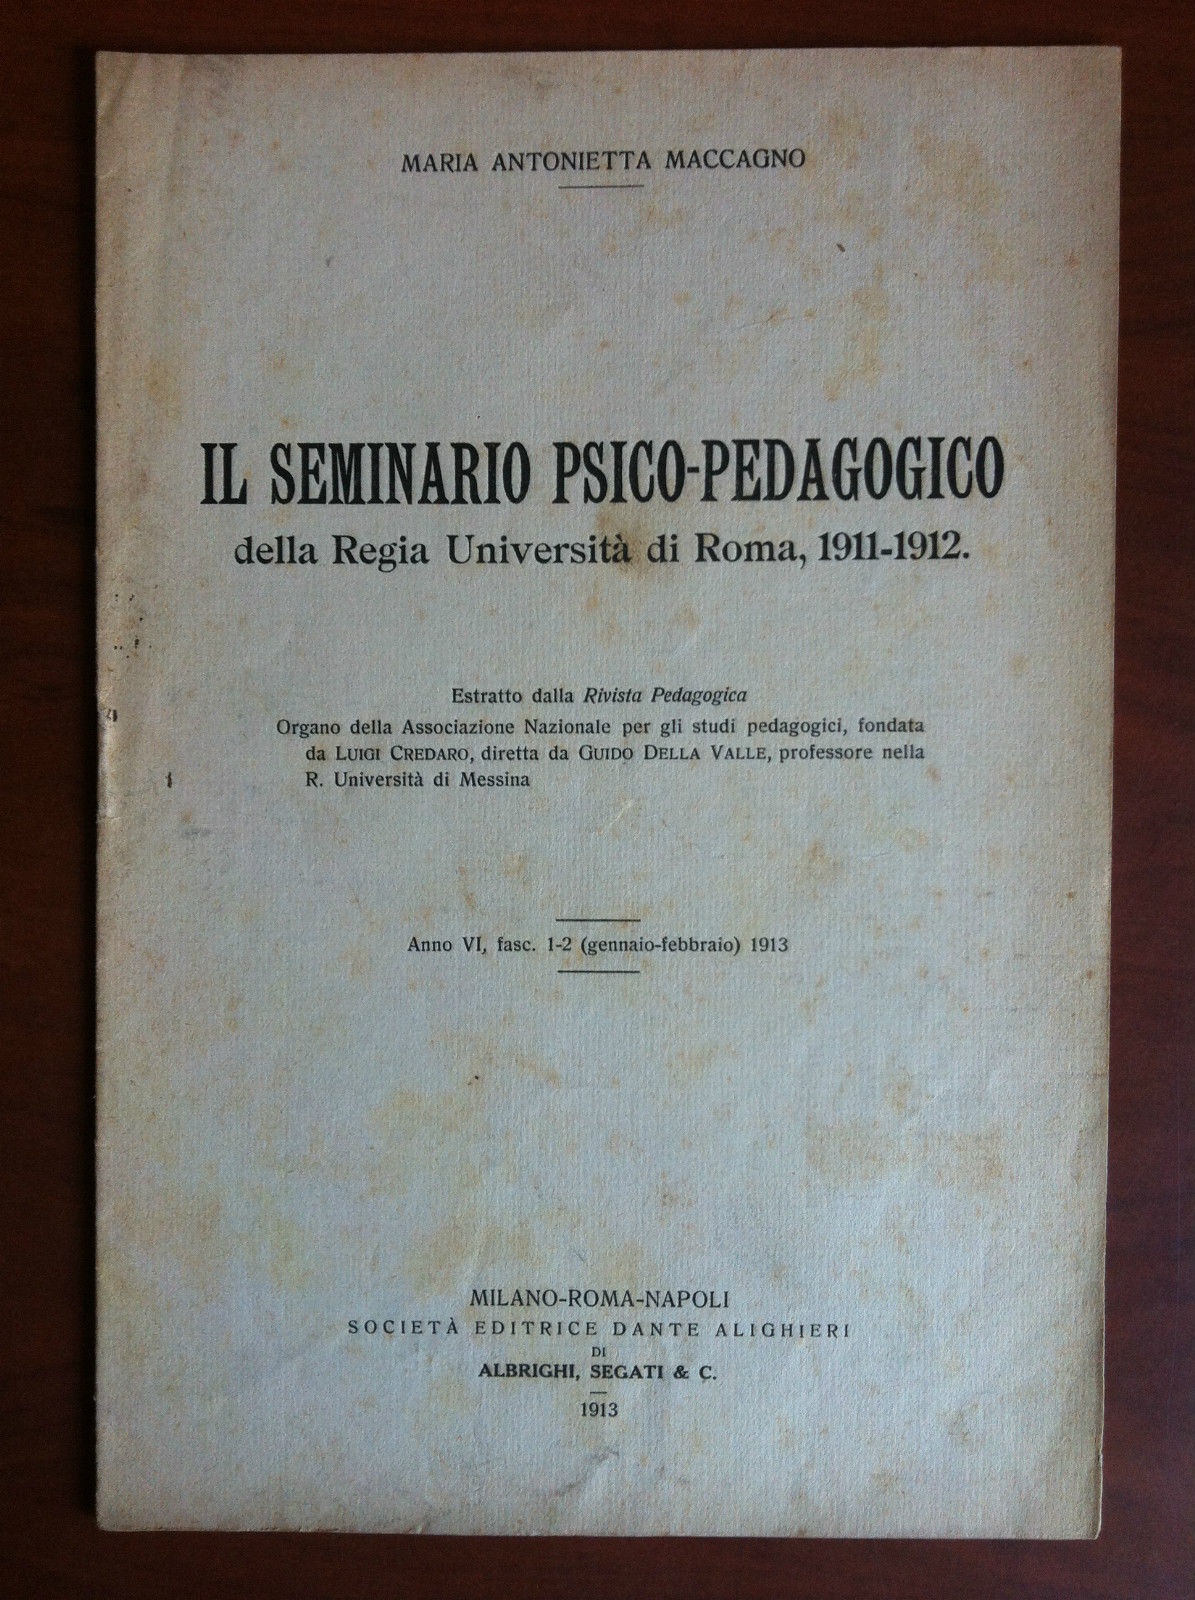 MARIA ANTONIETTA MACCAGNO
IL SEMINARIO PSICO-PEDAGOGICO
della Regia Università di Roma, 1911-1912.
Estratto dalla Rivista Pedagogica
Organo della Associazione Nazionale per gli studi pedagogici, fondata
da LUIGI CREDARO, diretta da GUIDO DELLA VALLE, professore nella
R. Università di Messina
Anno VI, fasc. 1-2 (gennaio-febbraio) 1913
MILANO-ROMA-NAPOLI
SOCIETÀ EDITRICE DANTE ALIGHIERI
DI
ALBRIGHI, SEGATI & C.
1913